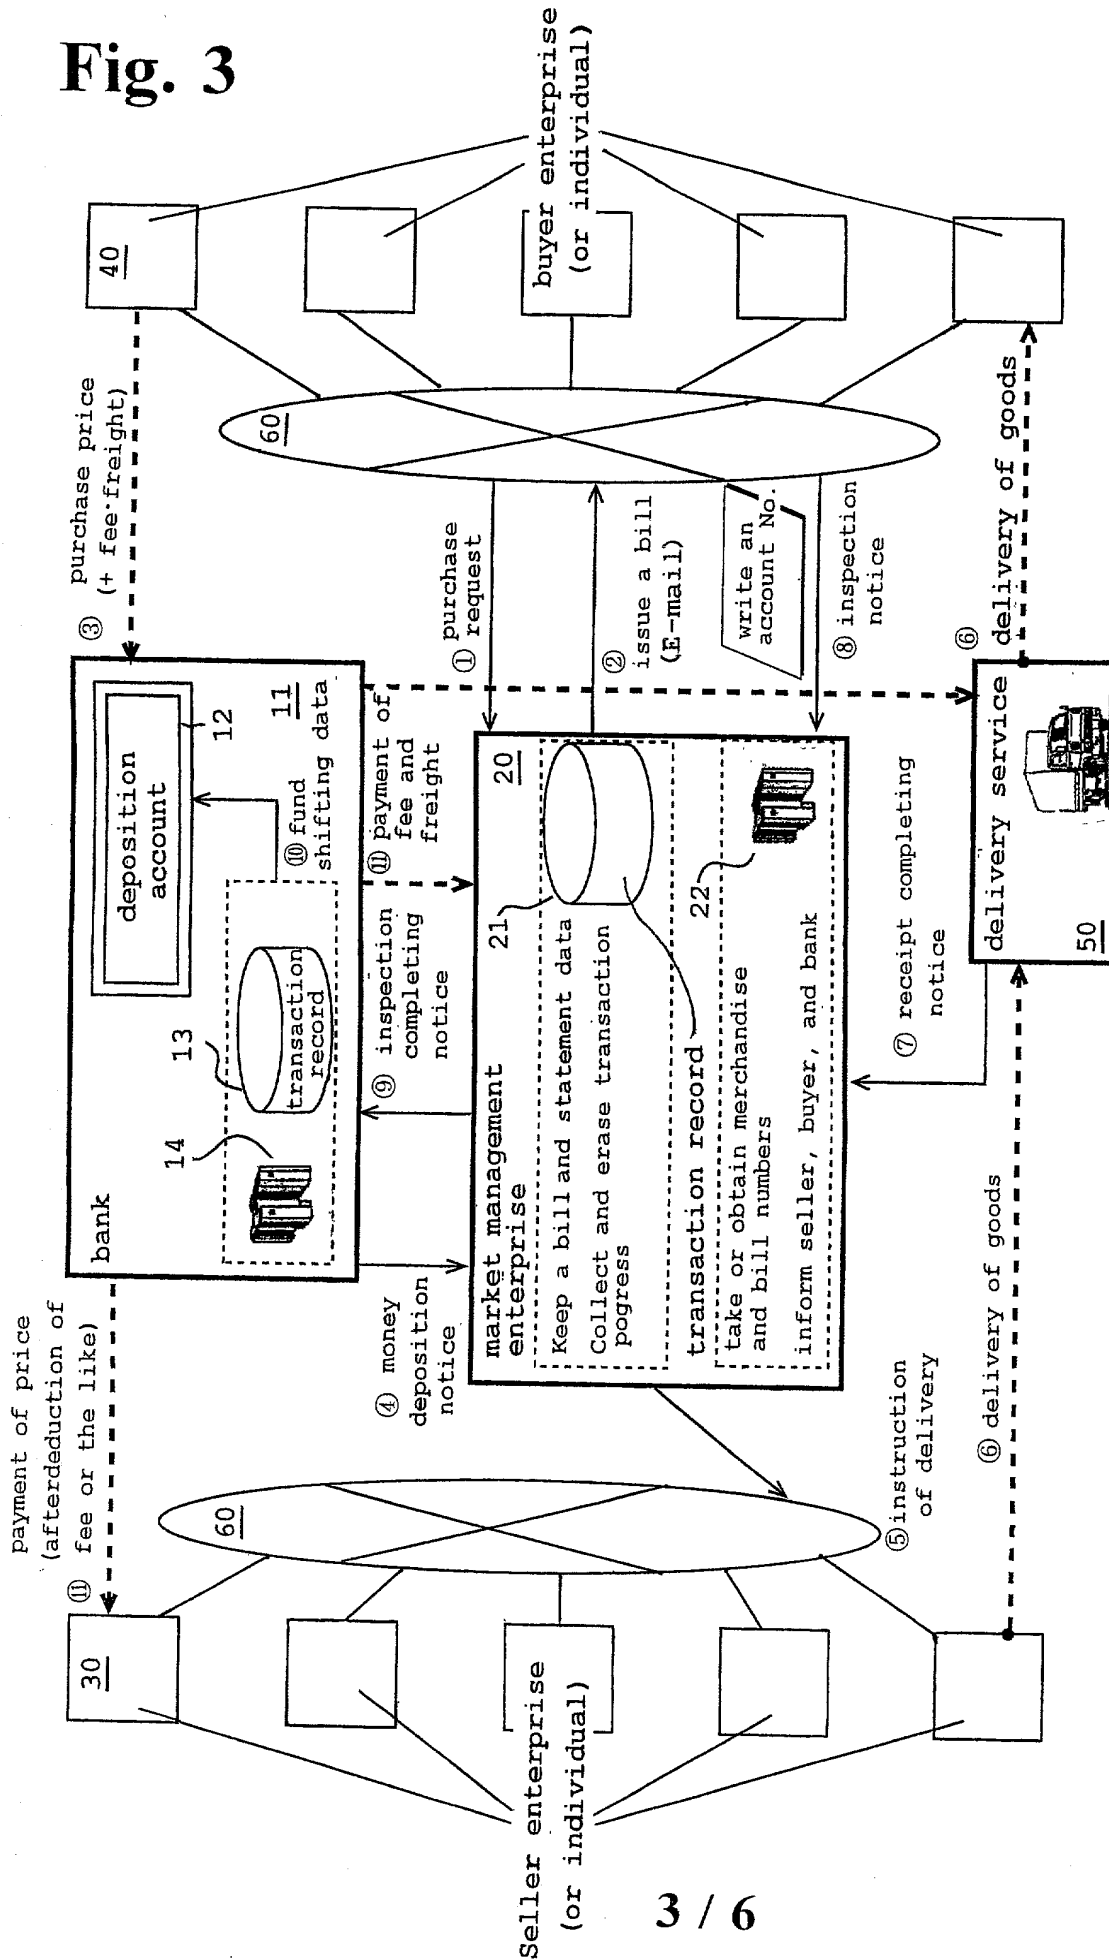 Fig. 3
payment of price
(afterdeduction of
⑪ fee or the like)
30
Seller enterprise
(or individual)
60
bank
14
13
transaction
record
deposition
account
12
11
⑩ fund
shifting data
③ purchase price
(+ fee·freight)
40
buyer enterprise
(or individual)
60
④ money
deposition
notice
⑨ inspection
completing
notice
⑪ payment of
fee and
freight
① purchase
request
② issue a bill
(E-mail)
write an
account No.
⑧ inspection
notice
market management
enterprise
20
Keep a bill and statement data
21
Collect and erase transaction
pogress
transaction record
take or obtain merchandise
and bill numbers
22
inform seller, buyer, and bank
⑤ instruction
of delivery
⑥ delivery of goods
⑦ receipt completing
notice
delivery service
50
⑥ delivery of goods
3 / 6